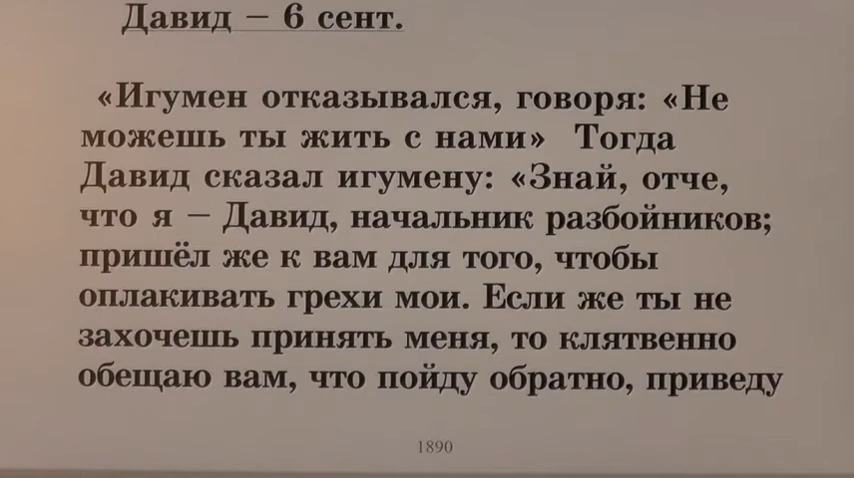 Давид – 6 сент.
«Игумен отказывался, говоря: «Не
можешь ты жить с нами» Тогда
Давид сказал игумену: «Знай, отче,
что я – Давид, начальник разбойников;
пришёл же к вам для того, чтобы
оплакивать грехи мои. Если же ты не
захочешь принять меня, то клятвенно
обещаю вам, что пойду обратно, приведу
1890